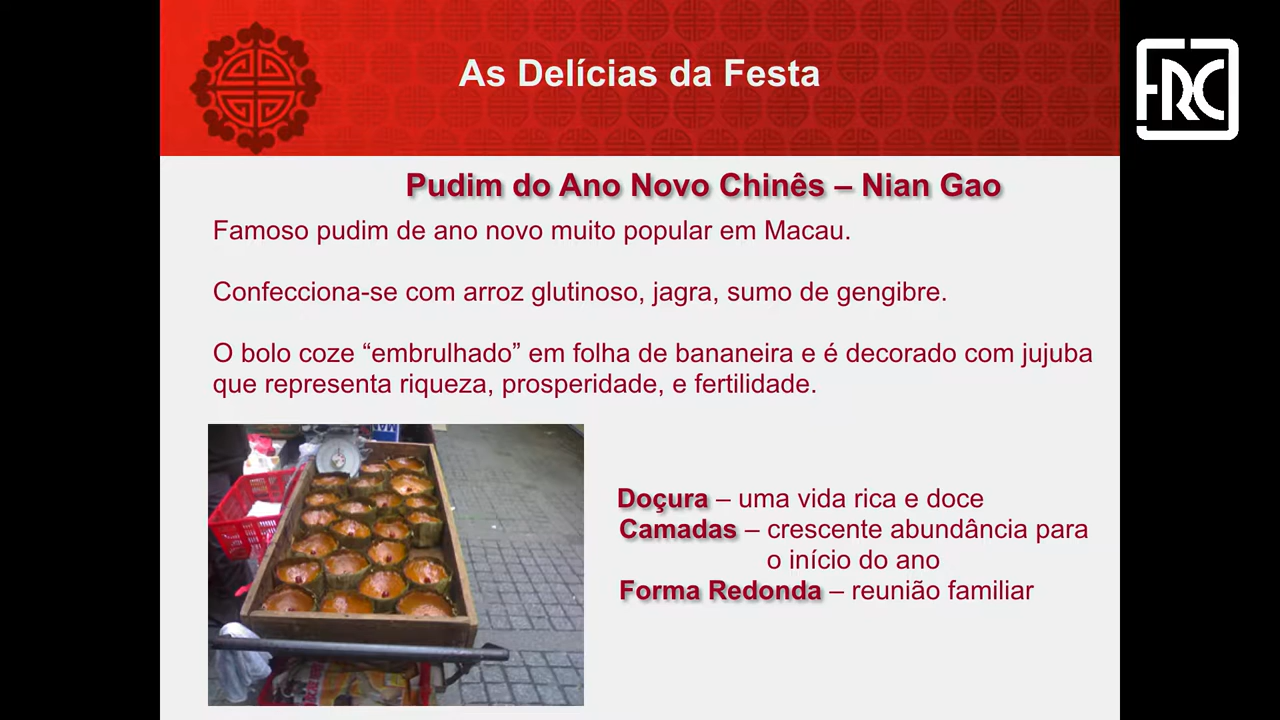 As Delícias da Festa
FRC
Pudim do Ano Novo Chinês – Nian Gao
Famoso pudim de ano novo muito popular em Macau.
Confecciona-se com arroz glutinoso, jagra, sumo de gengibre.
O bolo coze “embrulhado” em folha de bananeira e é decorado com jujuba
que representa riqueza, prosperidade, e fertilidade.
Doçura – uma vida rica e doce
Camadas – crescente abundância para
o início do ano
Forma Redonda – reunião familiar